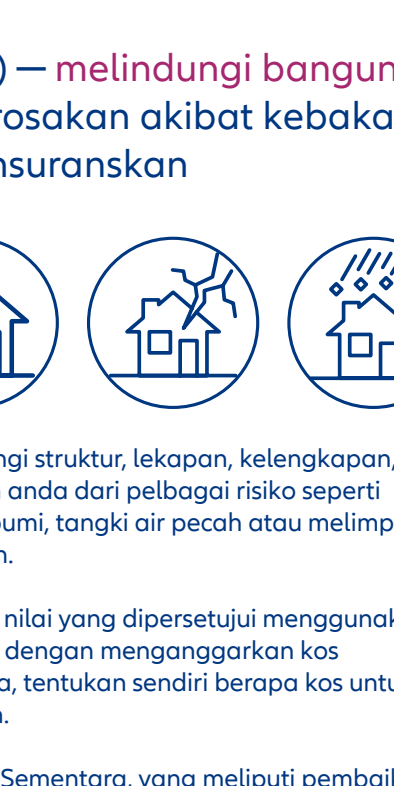 ) — melindungi bangun
rosakan akibat kebaka
nsuranskan
ngi struktur, lekapan, kelengkapan,
anda dari pelbagai risiko seperti
bumi, tangki air pecah atau melimp
n.
nilai yang dipersetujui menggunak
dengan menganggarkan kos
a, tentukan sendiri berapa kos untu
n.
Sementara, yang meliputi pembaik